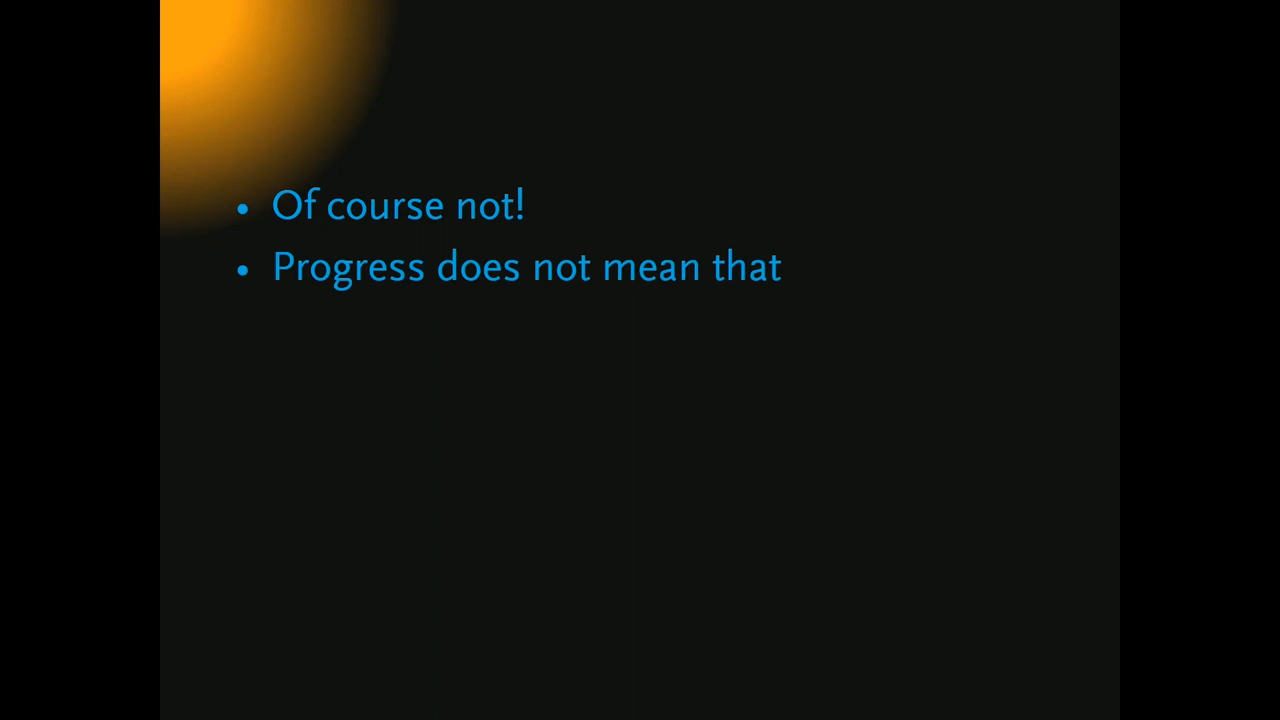 • Of course not!
• Progress does not mean that